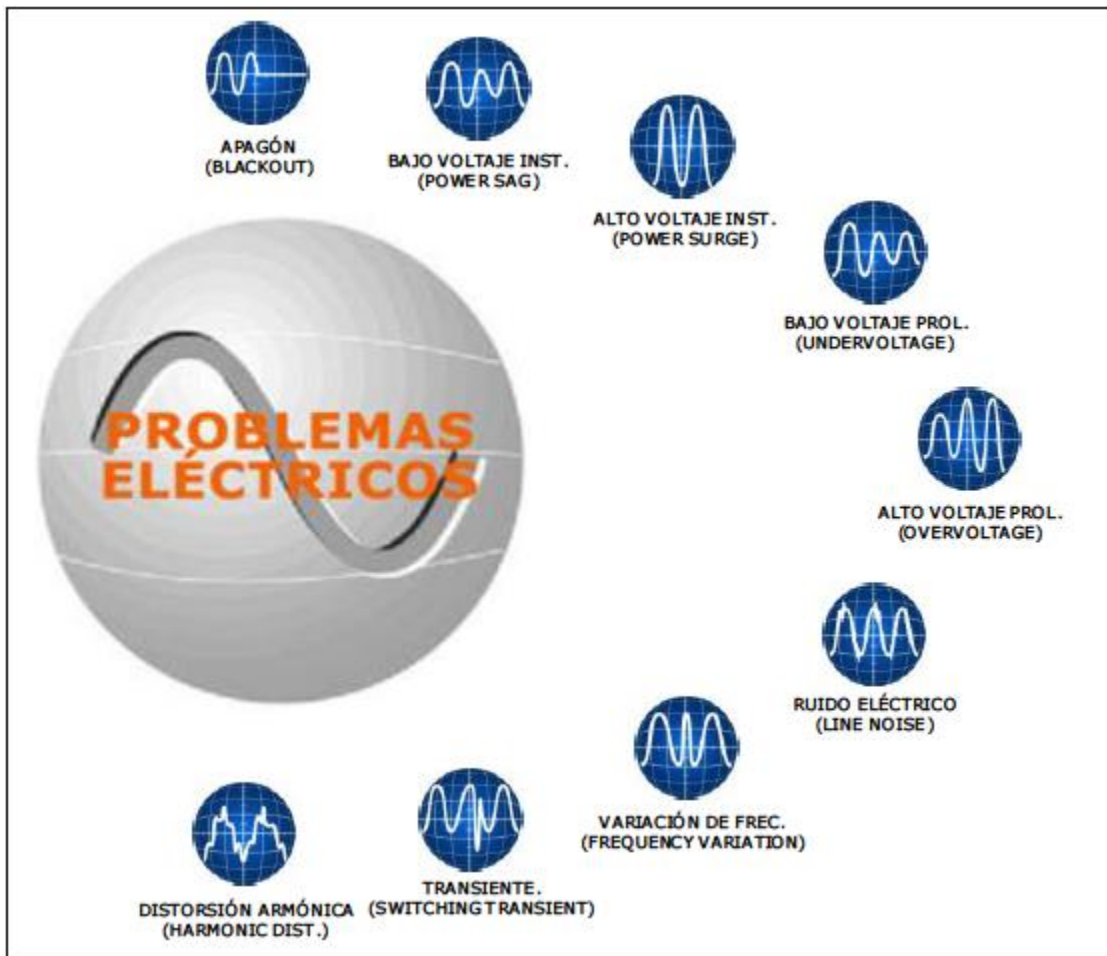 APAGÓN
(BLACKOUT)
BAJO VOLTAJE INST.
(POWER SAG)
ALTO VOLTAJE INST.
(POWER SURGE)
BAJO VOLTAJE PROL.
(UNDERVOLTAGE)
PROBLEMAS
ELÉCTRICOS
ALTO VOLTAJE PROL.
(OVERVOLTAGE)
RUIDO ELÉCTRICO
(LINE NOISE)
VARIACIÓN DE FREC.
(FREQUENCY VARIATION)
TRANSIENTE.
(SWITCHING TRANSIENT)
DISTORSIÓN ARMÓNICA
(HARMONIC DIST.)